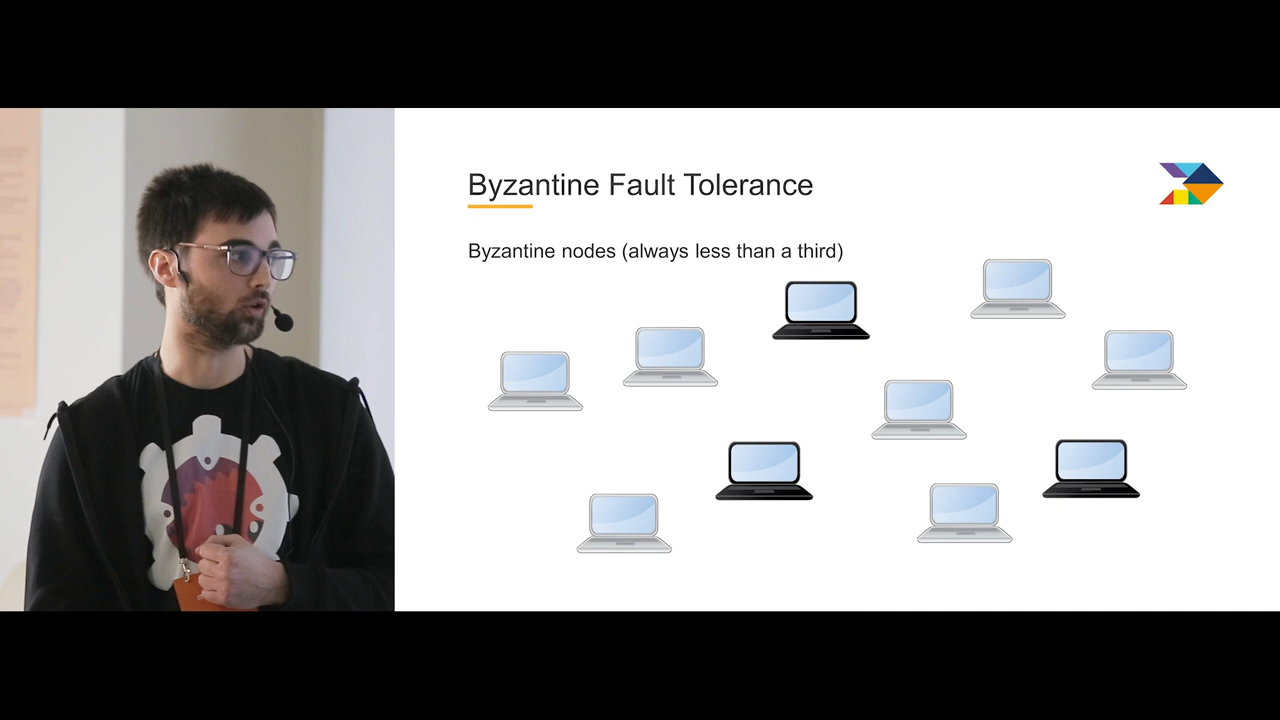 Byzantine Fault Tolerance
Byzantine nodes (always less than a third)